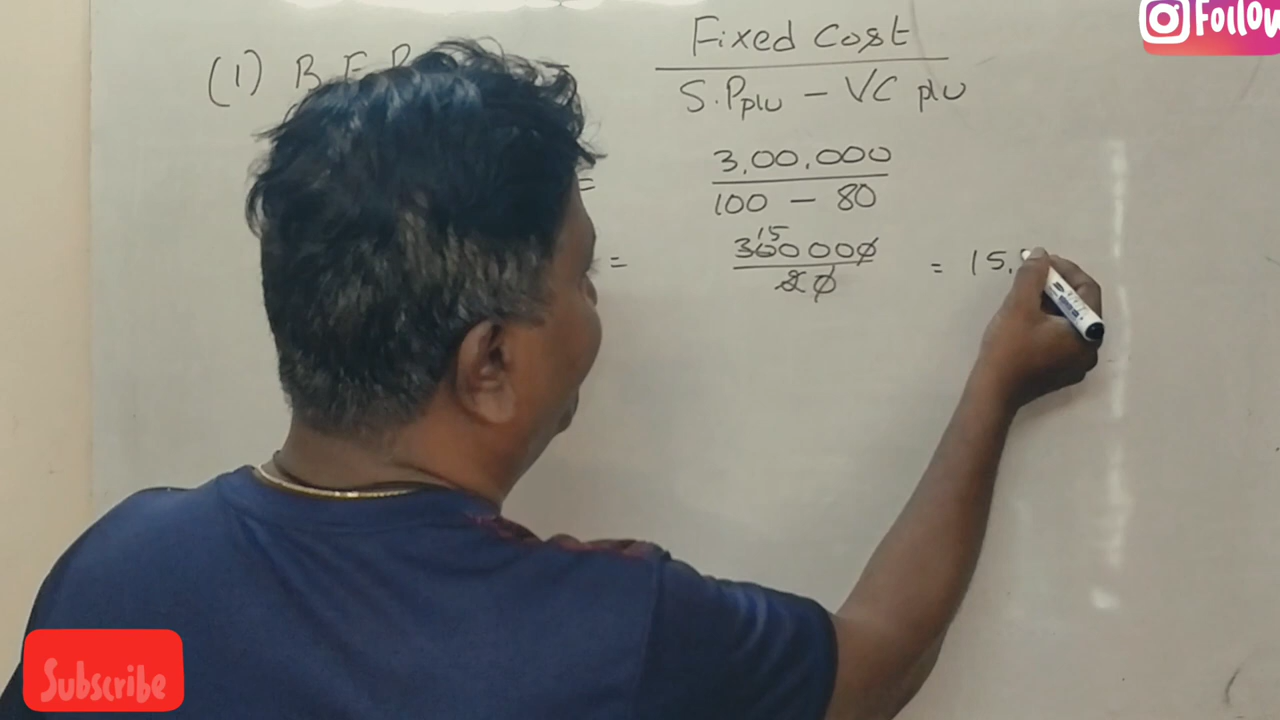 Follow
Fixed Cost
(1) B E P
S.P plu – VC plu
3,00,000
100 – 80
=
15
300000
20
= = 15,
Subscribe